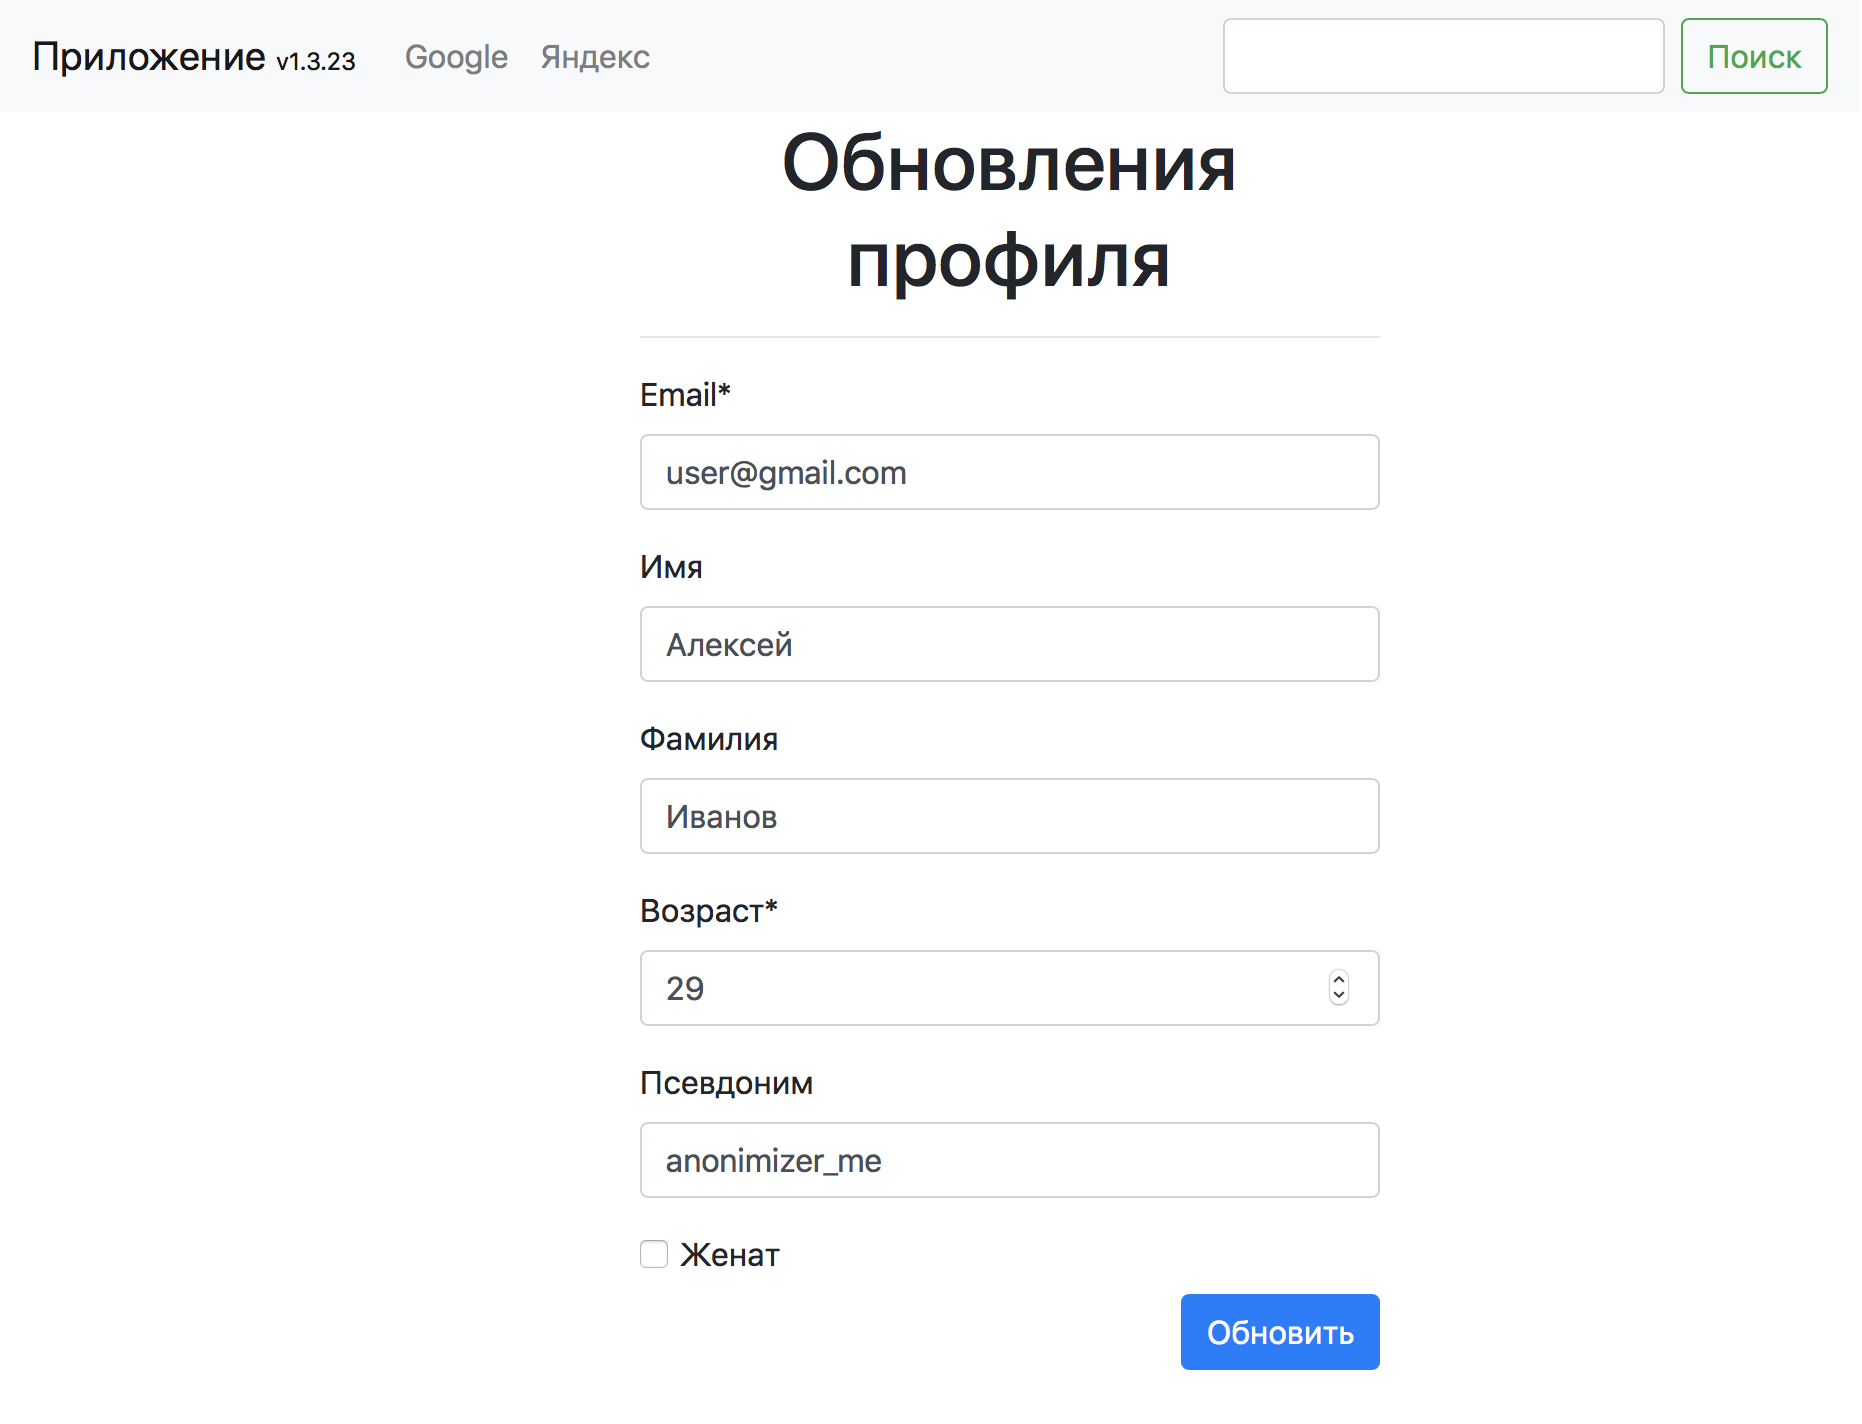 Приложение v1.3.23 Google Яндекс Поиск
Обновления
профиля
Email*
user@gmail.com
Имя
Алексей
Фамилия
Иванов
Возраст*
29
Псевдоним
anonimizer_me
Женат
Обновить